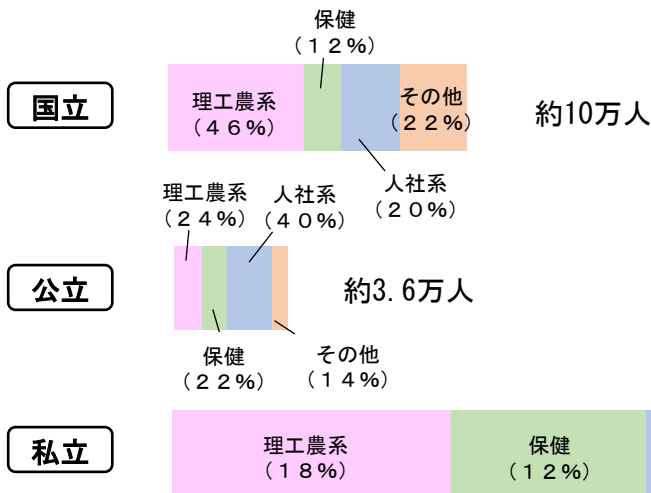 保健
（１２%）
国立
理工農系
（４６%）
その他
（２２%）
約10万人
人社系
（２０%）
理工農系
（２４%）
人社系
（４０%）
公立
約3.6万人
保健
（２２%）
その他
（１４%）
私立
理工農系
（１８%）
保健
（１２%）